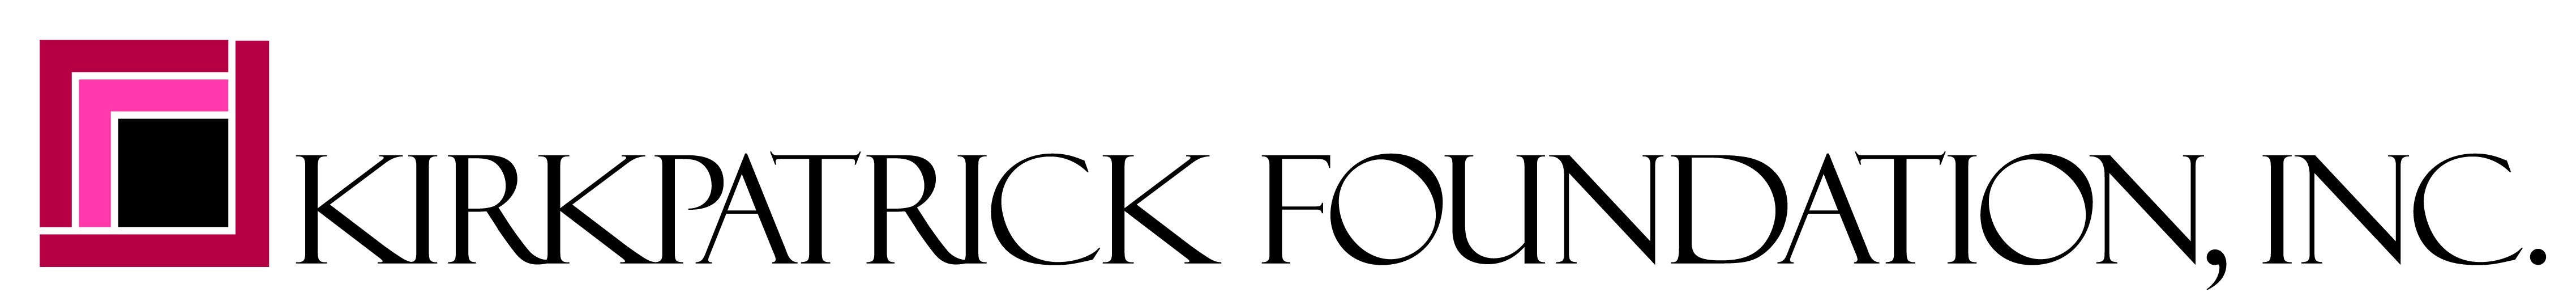 KIRKPATRICK FOUNDATION, INC.